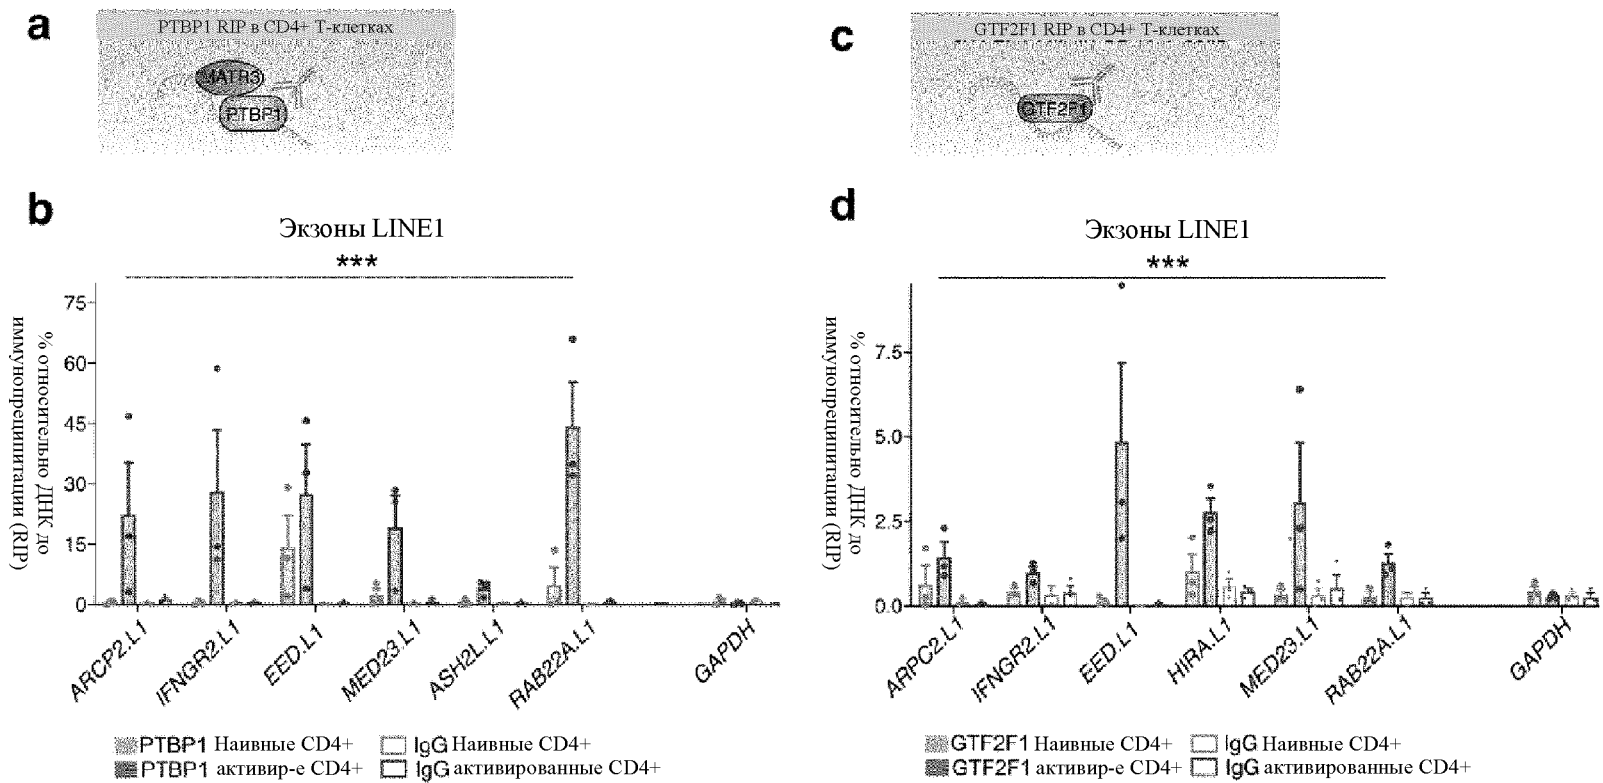 a
PTBP1 RIP в CD4+ Т-клетках
MATR3
PTBP1
b
Экзоны LINE1
***
% относительно ДНК до
иммунопреципитации (RIP)
75
60
45
30
15
0
ARCP2.L1
IFNGR2.L1
EED.L1
MED23.L1
ASH2L.L1
RAB22A.L1
GAPDH
PTBP1 Наивные CD4+
IgG Наивные CD4+
PTBP1 активир-е CD4+
IgG активированные CD4+
c
GTF2F1 RIP в CD4+ Т-клетках
GTF2F1
d
Экзоны LINE1
***
% относительно ДНК до
иммунопреципитации (RIP)
7.5
5.0
2.5
0.0
ARPC2.L1
IFNGR2.L1
EED.L1
HIRA.L1
MED23.L1
RAB22A.L1
GAPDH
GTF2F1 Наивные CD4+
IgG Наивные CD4+
GTF2F1 активир-е CD4+
IgG активированные CD4+